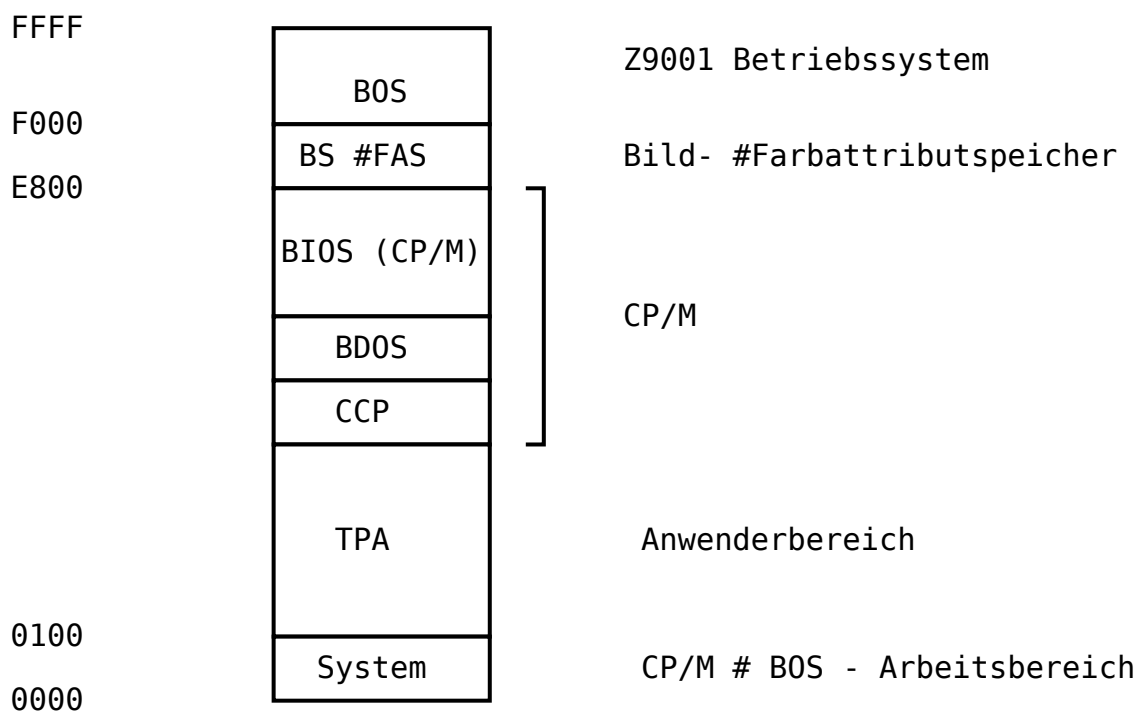 FFFF
Z9001 Betriebssystem
BOS
F000
BS #FAS Bild- #Farbattributspeicher
E800
BIOS (CP/M)
CP/M
BDOS
CCP
TPA Anwenderbereich
0100
System CP/M # BOS - Arbeitsbereich
0000